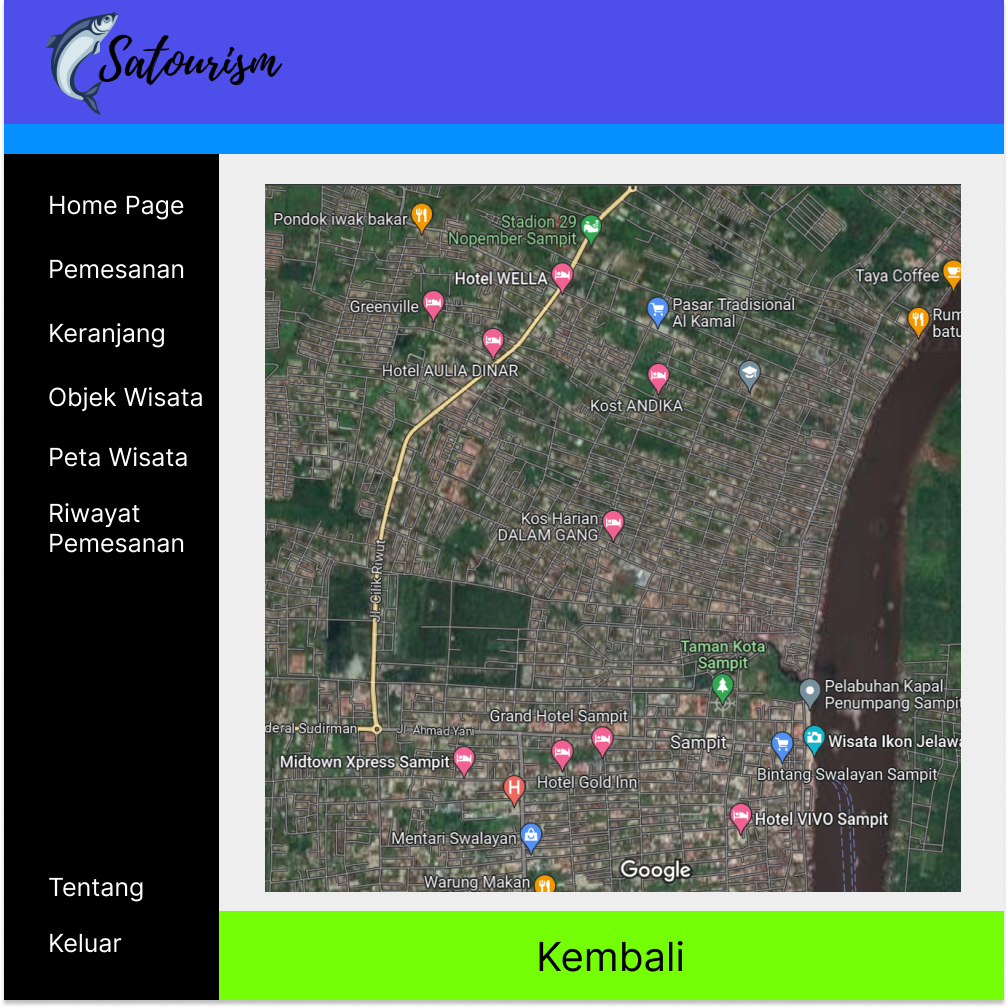 Satourism
Home Page
Pemesanan
Keranjang
Objek Wisata
Peta Wisata
Riwayat
Pemesanan
Tentang
Keluar
Pondok iwak bakar
Stadion 29
Nopember Sampit
Hotel WELLA
Taya Coffee
Greenville
Pasar Tradisional
Al Kamal
Rum
batu
Hotel AULIA DINAR
Kost ANDIKA
Kos Harian
DALAM GANG
Jl. Cilik Riwut
Taman Kota
Sampit
Pelabuhan Kapal
Penumpang Sampit
Grand Hotel Sampit
deral Sudirman
Jl. Ahmad Yani
Sampit
Wisata Ikon Jelawa
Midtown Xpress Sampit
Hotel Gold Inn
Bintang Swalayan Sampit
H
Hotel VIVO Sampit
Mentari Swalayan
Google
Warung Makan
Kembali